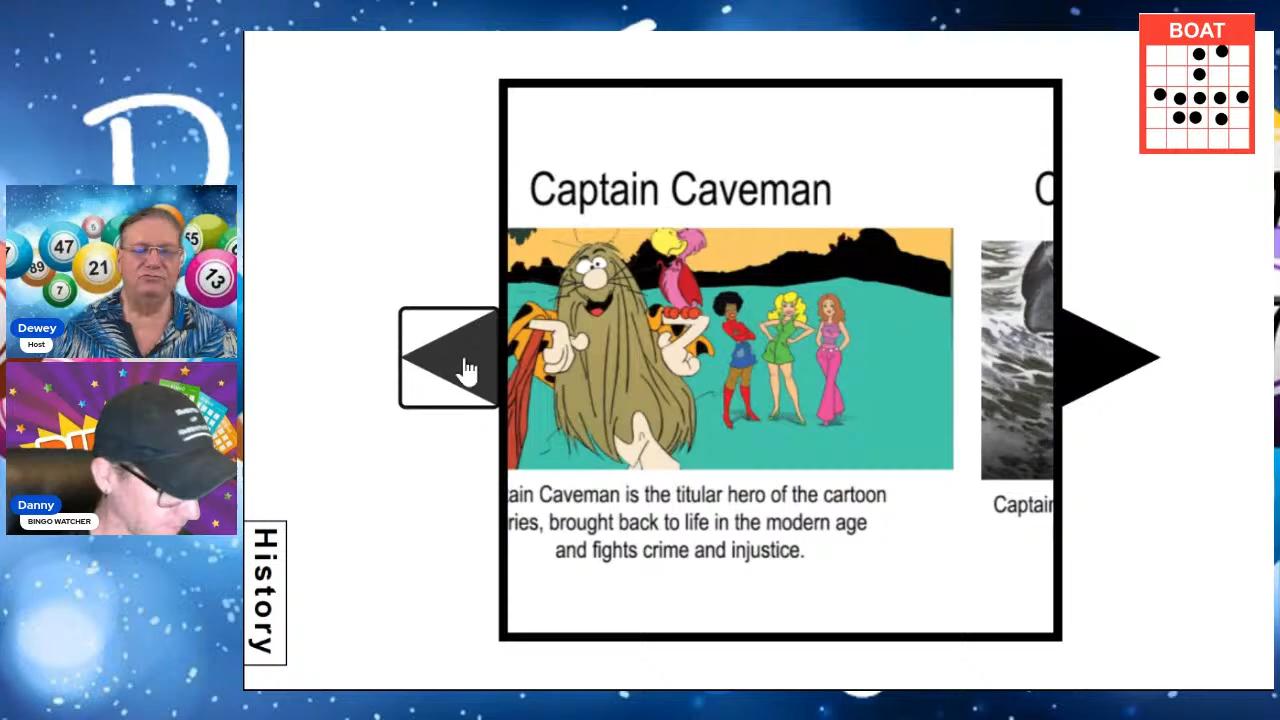 BOAT
Captain Caveman
C
ain Caveman is the titular hero of the cartoon
ries, brought back to life in the modern age
and fights crime and injustice.
Captain
D
47
21
89
7
5
55
13
Dewey
Host
Danny
BINGO WATCHER
History